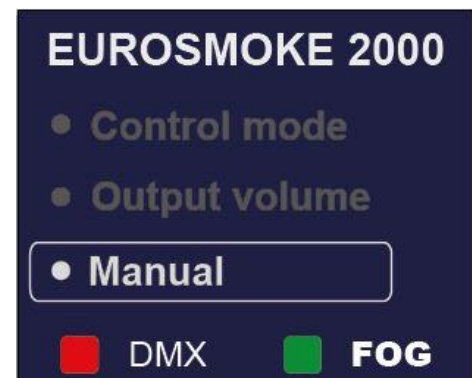 EUROSMOKE 2000
• Control mode
• Output volume
• Manual
DMX FOG